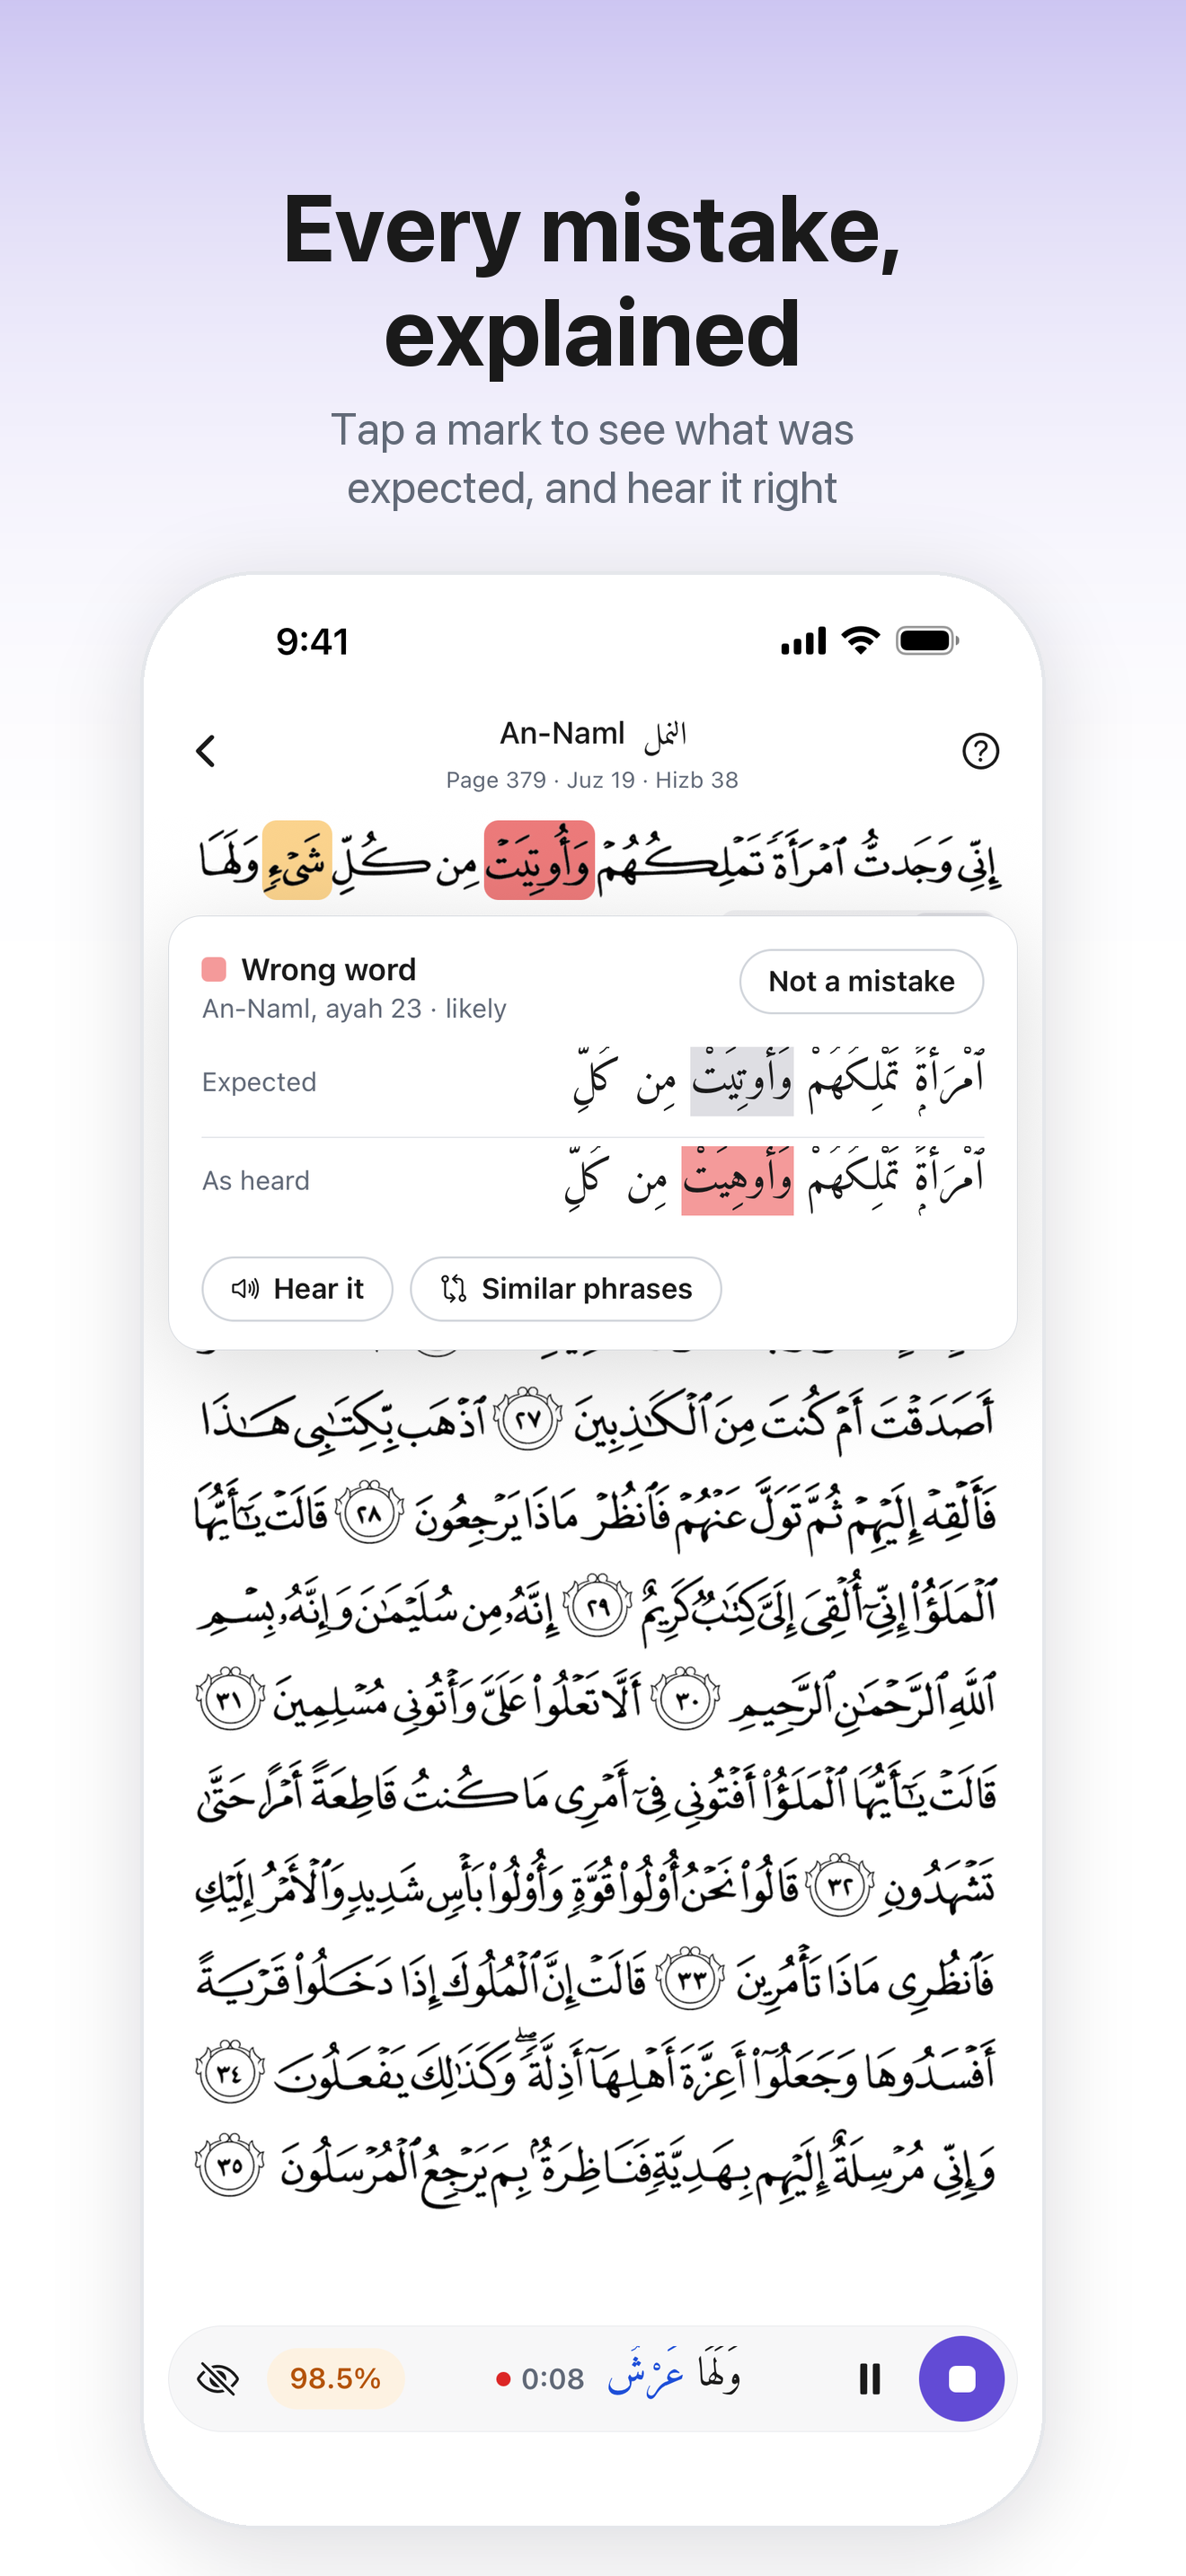 Every mistake,
explained
Tap a mark to see what was
expected, and hear it right
9:41
An-Naml النمل
Page 379 · Juz 19 · Hizb 38
إِنِّي وَجَدتُّ ٱمْرَأَةً تَمْلِكُهُمْ وَأُوتِيَتْ مِن كُلِّ شَىْءٍ وَلَهَا
Wrong word
Not a mistake
An-Naml, ayah 23 · likely
Expected ٱمْرَأَةً تَمْلِكُهُمْ وَأُوتِيَتْ مِن كُلِّ
As heard ٱمْرَأَةً تَمْلِكُهُمْ وَأُوهِيَتْ مِن كُلِّ
Hear it
Similar phrases
أَصَدَقْتَ أَمْ كُنتَ مِنَ ٱلْكَـٰذِبِينَ ٢٧ ٱذْهَب بِّكِتَـٰبِى هَـٰذَا
فَأَلْقِهْ إِلَيْهِمْ ثُمَّ تَوَلَّ عَنْهُمْ فَٱنظُرْ مَاذَا يَرْجِعُونَ ٢٨ قَالَتْ يَـٰٓأَيُّهَا
ٱلْمَلَؤُا۟ إِنِّىٓ أُلْقِىَ إِلَىَّ كِتَـٰبٌ كَرِيمٌ ٢٩ إِنَّهُۥ مِن سُلَيْمَـٰنَ وَإِنَّهُۥ بِسْمِ
ٱللَّهِ ٱلرَّحْمَـٰنِ ٱلرَّحِيمِ ٣٠ أَلَّا تَعْلُوا۟ عَلَىَّ وَأْتُونِى مُسْلِمِينَ ٣١
قَالَتْ يَـٰٓأَيُّهَا ٱلْمَلَؤُا۟ أَفْتُونِى فِىٓ أَمْرِى مَا كُنتُ قَاطِعَةً أَمْرًا حَتَّىٰ
تَشْهَدُونِ ٣٢ قَالُوا۟ نَحْنُ أُو۟لُوا۟ قُوَّةٍ وَأُو۟لُوا۟ بَأْسٍ شَدِيدٍ وَٱلْأَمْرُ إِلَيْكِ
فَٱنظُرِى مَاذَا تَأْمُرِينَ ٣٣ قَالَتْ إِنَّ ٱلْمُلُوكَ إِذَا دَخَلُوا۟ قَرْيَةً
أَفْسَدُوهَا وَجَعَلُوٓا۟ أَعِزَّةَ أَهْلِهَآ أَذِلَّةً ۖ وَكَذَٰلِكَ يَفْعَلُونَ ٣٤
وَإِنِّى مُرْسِلَةٌ إِلَيْهِم بِهَدِيَّةٍ فَنَاظِرَةٌۢ بِمَ يَرْجِعُ ٱلْمُرْسَلُونَ ٣٥
98.5%
0:08 وَلَهَا عَرْشٌ